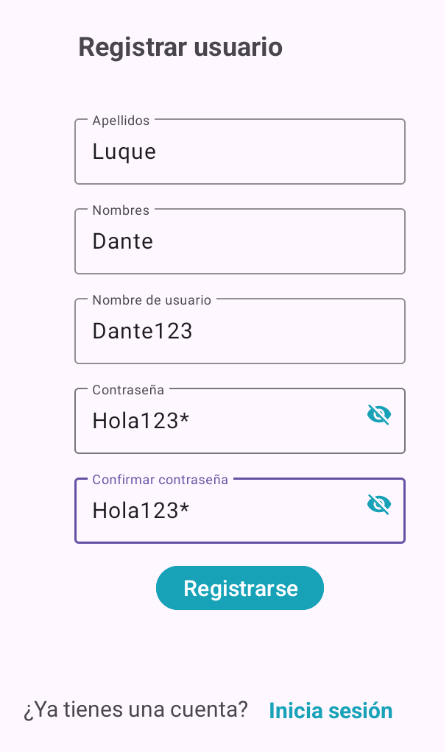 Registrar usuario
Apellidos
Luque
Nombres
Dante
Nombre de usuario
Dante123
Contraseña
Hola123*
Confirmar contraseña
Hola123*
Registrarse
¿Ya tienes una cuenta? Inicia sesión